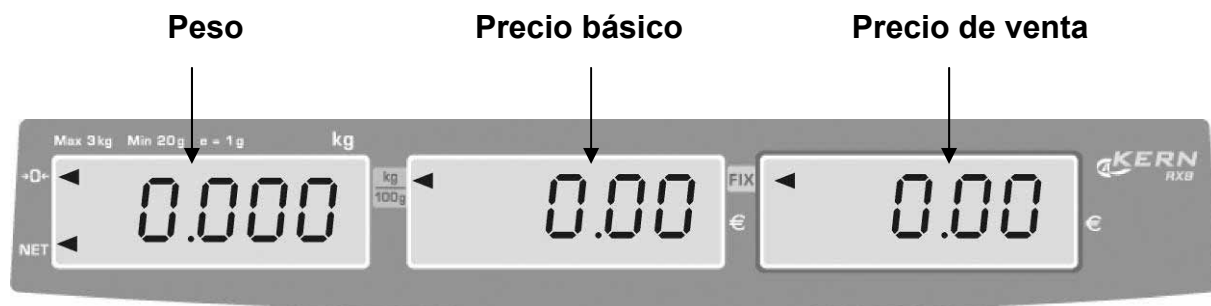 Peso Precio básico Precio de venta
Max 3kg Min 20g e = 1g kg
KERN
RXB
→0← 0.000 kg 0.00 FIX 0.00
100g
NET € €